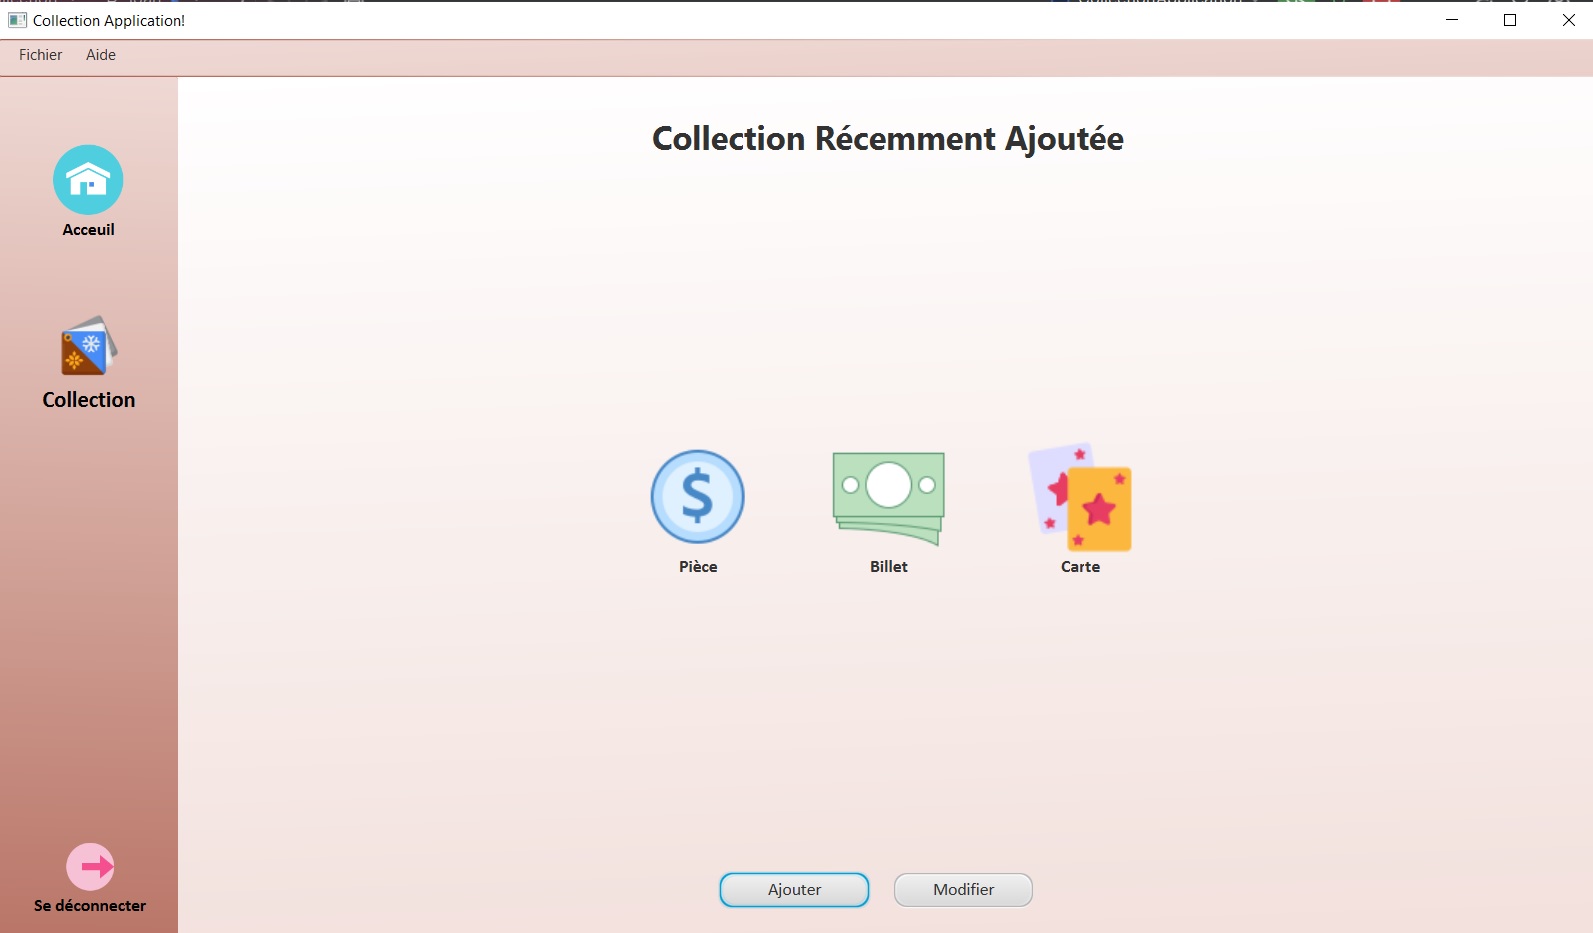 Collection Application!
Fichier Aide
Collection Récemment Ajoutée
Acceuil
Collection
$
Pièce Billet Carte
Ajouter Modifier
Se déconnecter